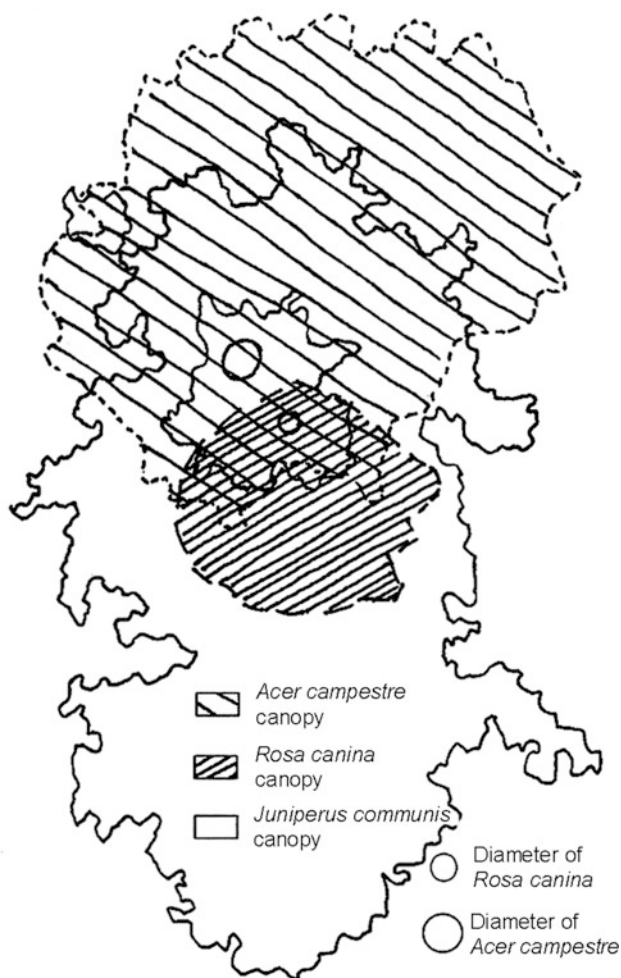 Acer campestre
canopy
Rosa canina
canopy
Juniperus communis
canopy
Diameter of
Rosa canina
Diameter of
Acer campestre